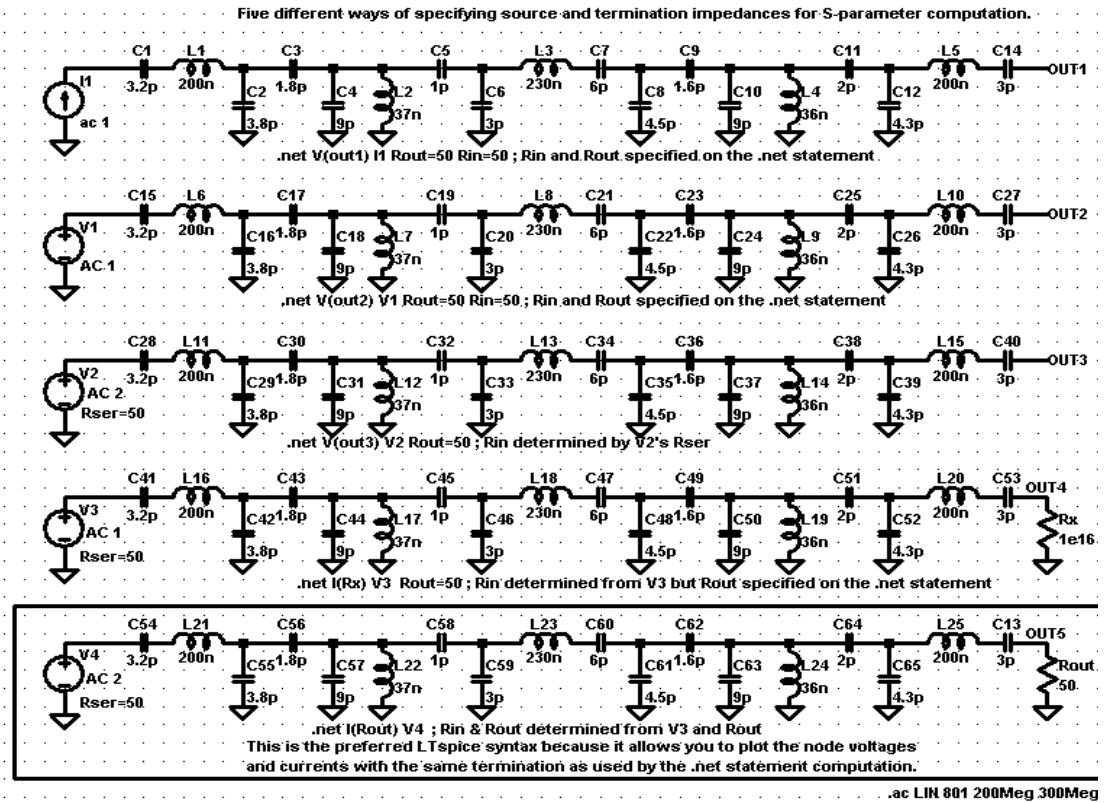 Five different ways of specifying source and termination impedances for S-parameter computation.
C1 L1 C3 C5 L3 C7 C9 C11 L5 C14
I1 3.2p 200n C2 1.8p C4 L2 1p C6 230n 6p C8 1.6p C10 L4 2p C12 200n 3p OUT1
ac 1 3.8p 9p 37n 3p 4.5p 9p 36n 4.3p
.net V(out1) I1 Rout=50 Rin=50 ; Rin and Rout specified on the .net statement
C15 L6 C17 C19 L8 C21 C23 C25 L10 C27
V1 3.2p 200n C16 1.8p C18 L7 1p C20 230n 6p C22 1.6p C24 L9 2p C26 200n 3p OUT2
AC 1 3.8p 9p 37n 3p 4.5p 9p 36n 4.3p
.net V(out2) V1 Rout=50 Rin=50 ; Rin and Rout specified on the .net statement
C28 L11 C30 C32 L13 C34 C36 C38 L15 C40
V2 3.2p 200n C29 1.8p C31 L12 1p C33 230n 6p C35 1.6p C37 L14 2p C39 200n 3p OUT3
AC 2 3.8p 9p 37n 3p 4.5p 9p 36n 4.3p
Rser=50
.net V(out3) V2 Rout=50 ; Rin determined by V2's Rser
C41 L16 C43 C45 L18 C47 C49 C51 L20 C53 OUT4
V3 3.2p 200n C42 1.8p C44 L17 1p C46 230n 6p C48 1.6p C50 L19 2p C52 200n 3p Rx
AC 1 3.8p 9p 37n 3p 4.5p 9p 36n 4.3p 1e16
Rser=50
.net I(Rx) V3 Rout=50 ; Rin determined from V3 but Rout specified on the .net statement
C54 L21 C56 C58 L23 C60 C62 C64 L25 C13 OUT5
V4 3.2p 200n C55 1.8p C57 L22 1p C59 230n 6p C61 1.6p C63 L24 2p C65 200n 3p Rout
AC 2 3.8p 9p 37n 3p 4.5p 9p 36n 4.3p 50
Rser=50
.net I(Rout) V4 ; Rin & Rout determined from V3 and Rout
This is the preferred LTspice syntax because it allows you to plot the node voltages
and currents with the same termination as used by the .net statement computation.
.ac LIN 801 200Meg 300Meg